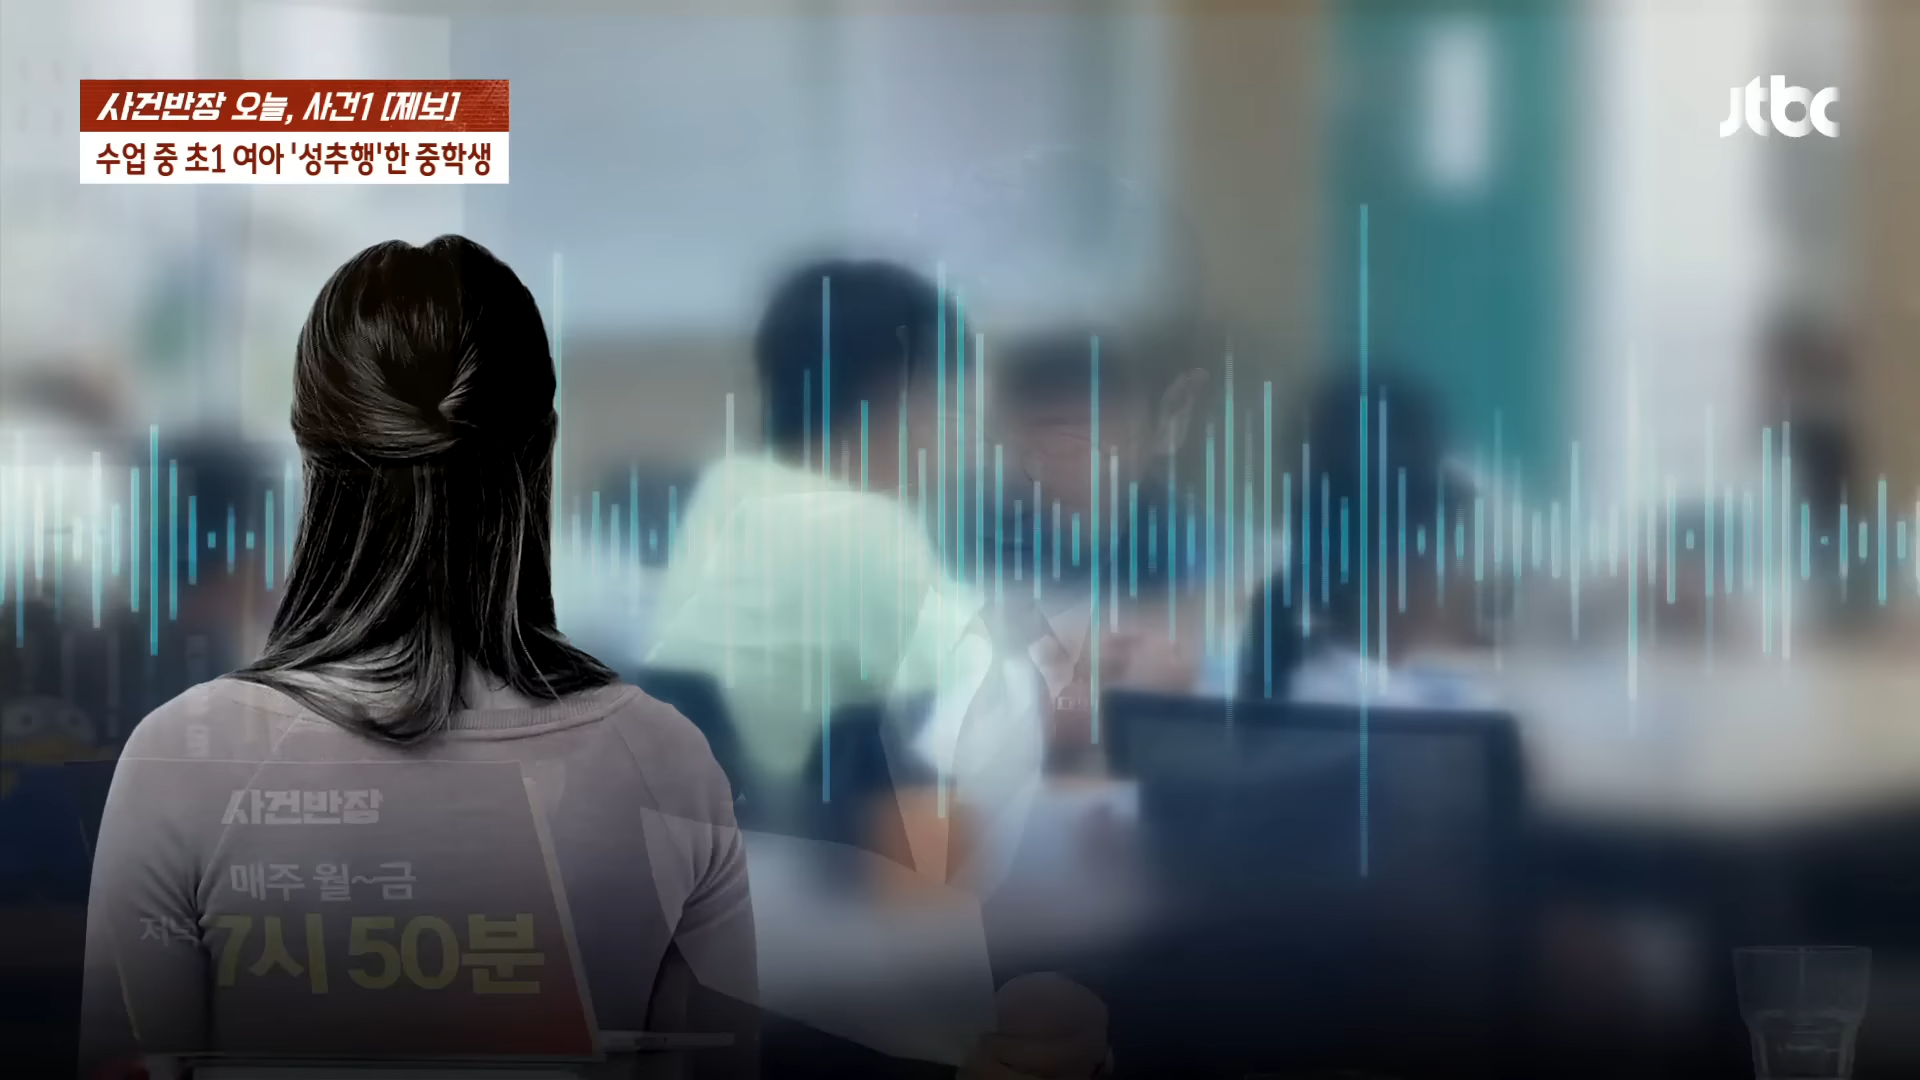 사건반장 오늘, 사건1 [제보]
수업 중 초1 여아 '성추행'한 중학생
jtbc
사건반장
매주 월~금
저녁 7시 50분